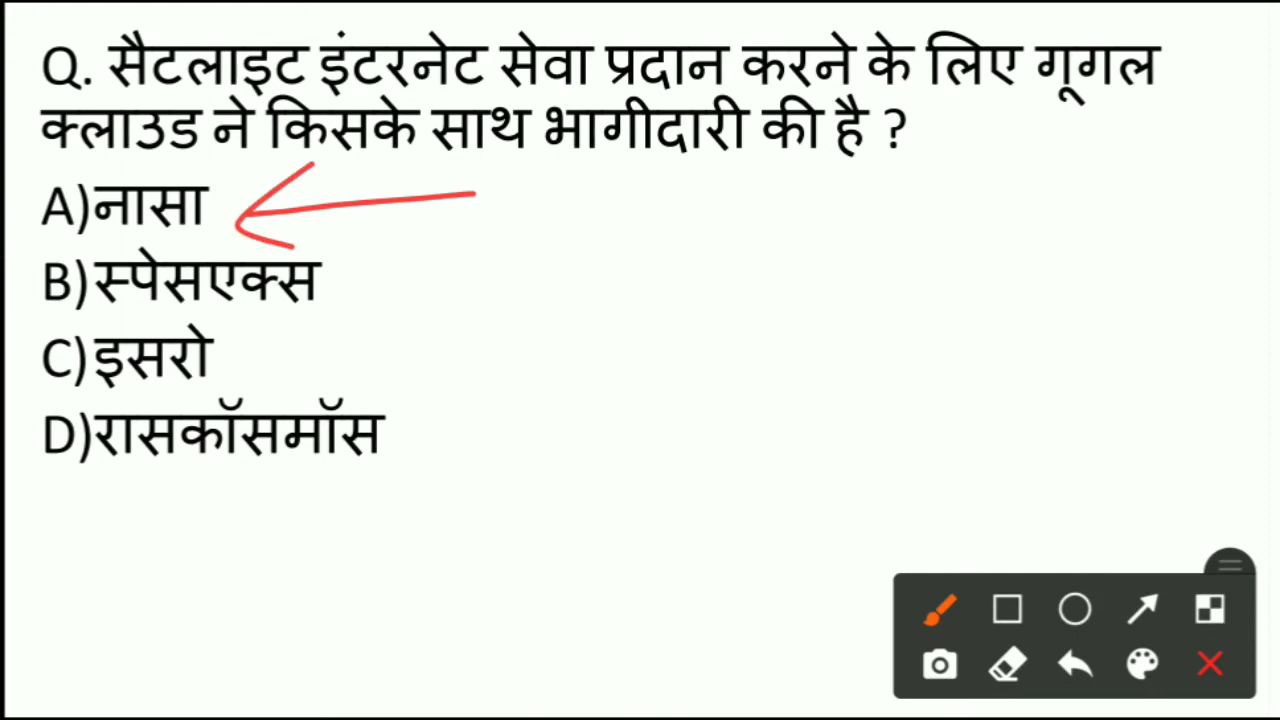 Q. सैटलाइट इंटरनेट सेवा प्रदान करने के लिए गूगल
क्लाउड ने किसके साथ भागीदारी की है ?
A)नासा
B)स्पेसएक्स
C)इसरो
D)रासकॉसमॉस